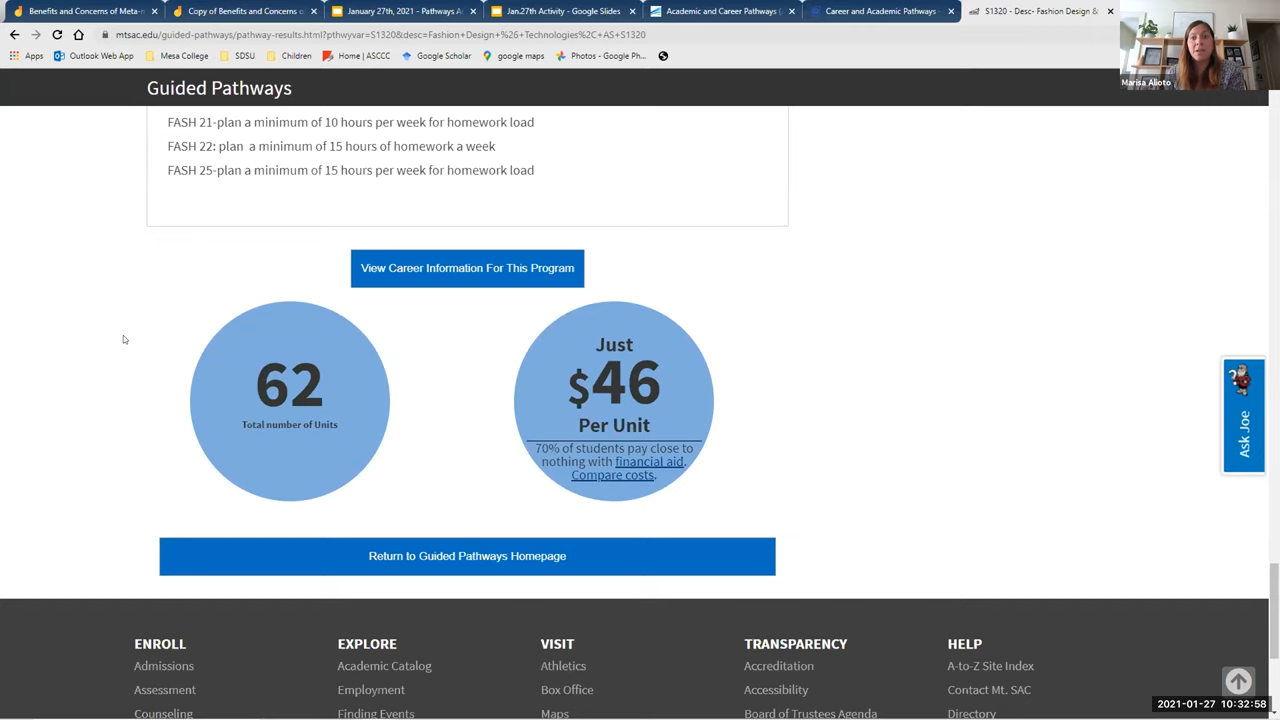 Benefits and Concerns of Meta-
Copy of Benefits and Concerns o
January 27th, 2021 - Pathways A
Jan.27th Activity - Google Slides
Academic and Career Pathways
Career and Academic Pathways
S1320 - Desc- Fashion Design &
mtsac.edu/guided-pathways/pathway-results.html?pthyvar=S1320&desc=Fashion+Design+%26+Technologies%2C+AS+S1320
Apps
Outlook Web App
Mesa College
SDSU
Children
Home | ASCCC
Google Scholar
google maps
Photos - Google Ph...
Marisa Alioto
Guided Pathways
FASH 21-plan a minimum of 10 hours per week for homework load
FASH 22: plan a minimum of 15 hours of homework a week
FASH 25-plan a minimum of 15 hours per week for homework load
View Career Information For This Program
62
Total number of Units
Just
$46
Per Unit
70% of students pay close to
nothing with financial aid.
Compare costs.
Ask Joe
Return to Guided Pathways Homepage
ENROLL
Admissions
Assessment
Counseling
EXPLORE
Academic Catalog
Employment
Finding Events
VISIT
Athletics
Box Office
Maps
TRANSPARENCY
Accreditation
Accessibility
Board of Trustees Agenda
HELP
A-to-Z Site Index
Contact Mt. SAC
Directory
2021-01-27 10:32:58